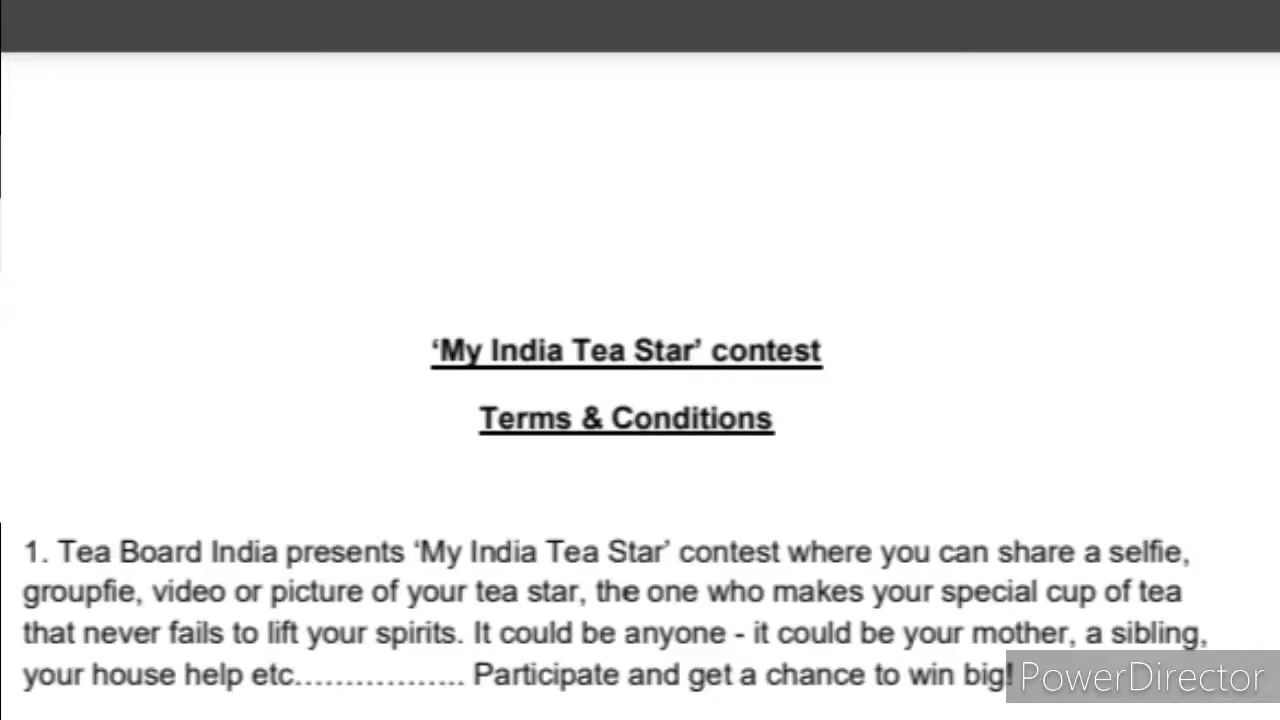 ‘My India Tea Star’ contest
Terms & Conditions
1. Tea Board India presents ‘My India Tea Star’ contest where you can share a selfie,
groupfie, video or picture of your tea star, the one who makes your special cup of tea
that never fails to lift your spirits. It could be anyone - it could be your mother, a sibling,
your house help etc.................. Participate and get a chance to win big!
PowerDirector